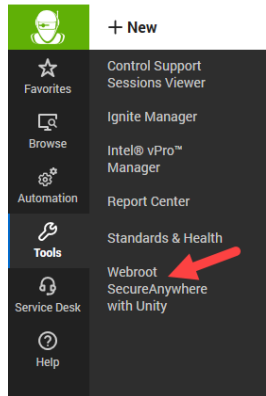 + New
Favorites
Browse
Automation
Tools
Service Desk
Help
Control Support
Sessions Viewer
Ignite Manager
Intel® vPro™
Manager
Report Center
Standards & Health
Webroot
SecureAnywhere
with Unity